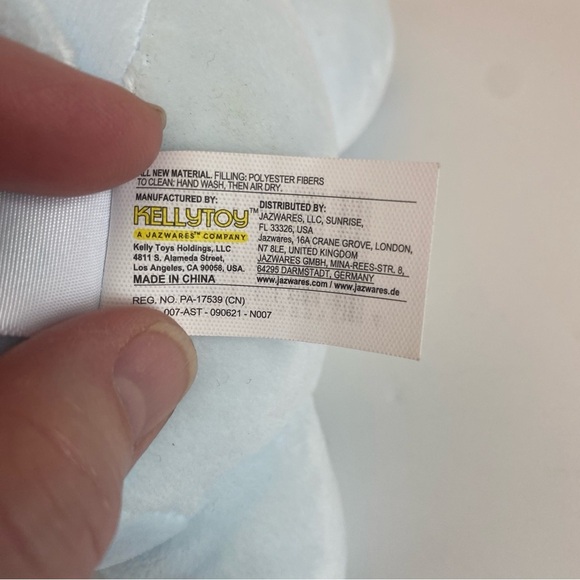 ALL NEW MATERIAL. FILLING: POLYESTER FIBERS
TO CLEAN: HAND WASH, THEN AIR DRY.
MANUFACTURED BY:
KELLYTOY™
A JAZWARES™ COMPANY
Kelly Toys Holdings, LLC
4811 S. Alameda Street,
Los Angeles, CA 90058, USA.
MADE IN CHINA
DISTRIBUTED BY:
JAZWARES, LLC, SUNRISE,
FL 33326, USA
Jazwares, 16A CRANE GROVE, LONDON,
N7 8LE, UNITED KINGDOM
JAZWARES GMBH, MINA-REES-STR. 8,
64295 DARMSTADT, GERMANY
www.jazwares.com / www.jazwares.de
REG. NO. PA-17539 (CN)
007-AST - 090621 - N007